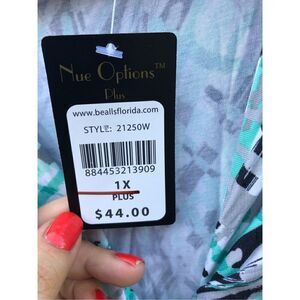 Nue Options™
Plus
www.beallsflorida.com
STYLE: 21250W
884453213909
1X
PLUS
$44.00